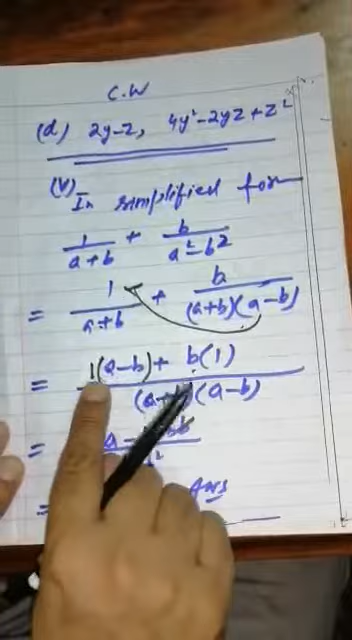 C.W
(d) 2y-z, 4y²-2yz+z²
(V) In simplified form
1/a+b + b/a²-b²
= 1/a+b + b/(a+b)(a-b)
= 1(a-b)+ b(1)/(a+b)(a-b)
=
= Ans